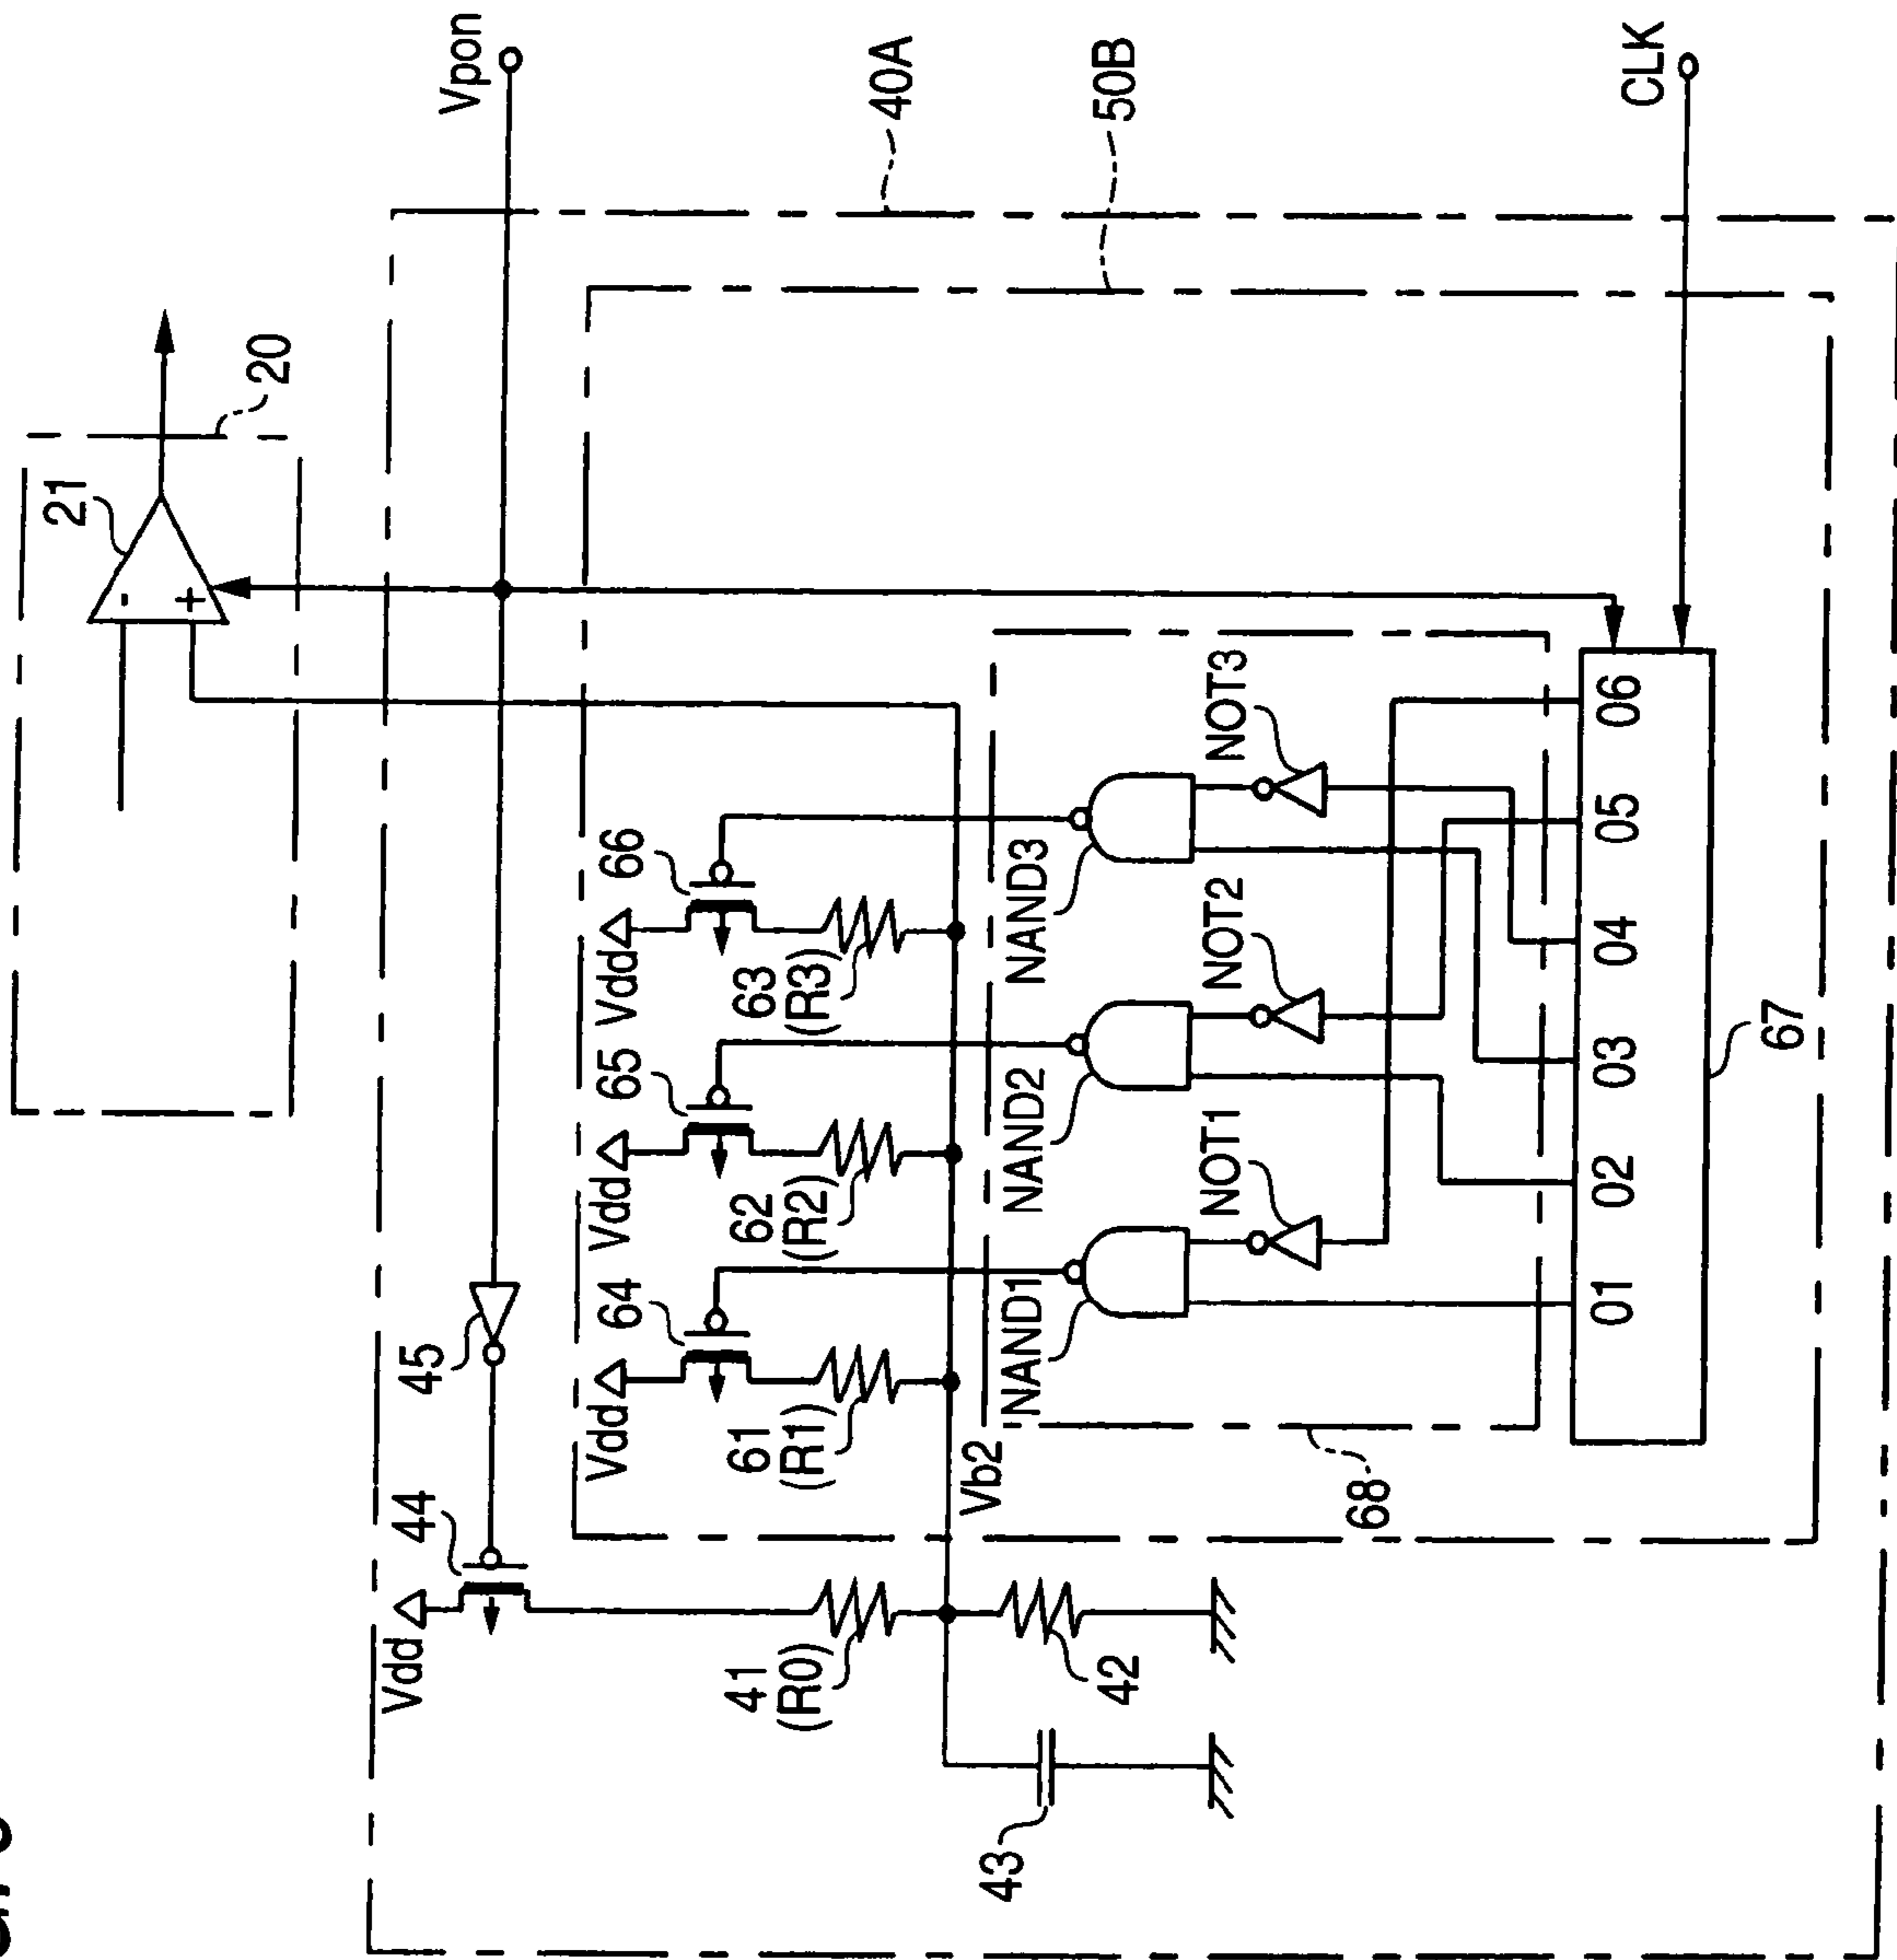 21
-
+
20
Vdd
44
45
Vpon
Vdd
64
Vdd
65
Vdd
66
41
(R0)
61
(R1)
62
(R2)
63
(R3)
40A
Vb2
43
NAND1
NAND2
NAND3
42
50B
NOT1
NOT2
NOT3
68
01 02 03 04 05 06
CLK
67